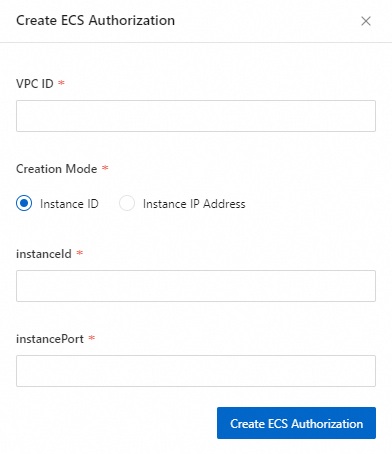 Create ECS Authorization
VPC ID *
Creation Mode *
Instance ID Instance IP Address
instanceId *
instancePort *
Create ECS Authorization